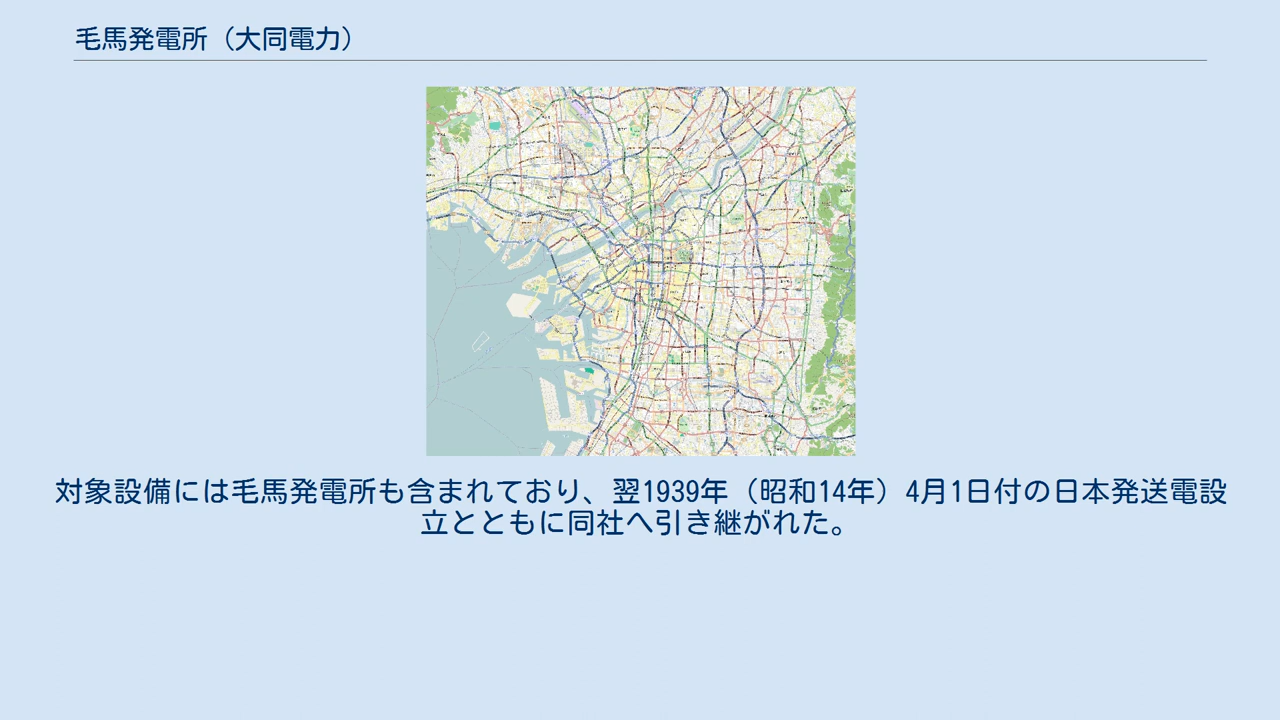 毛馬発電所（大同電力）
対象設備には毛馬発電所も含まれており、翌1939年（昭和14年）4月1日付の日本発送電設
立とともに同社へ引き継がれた。